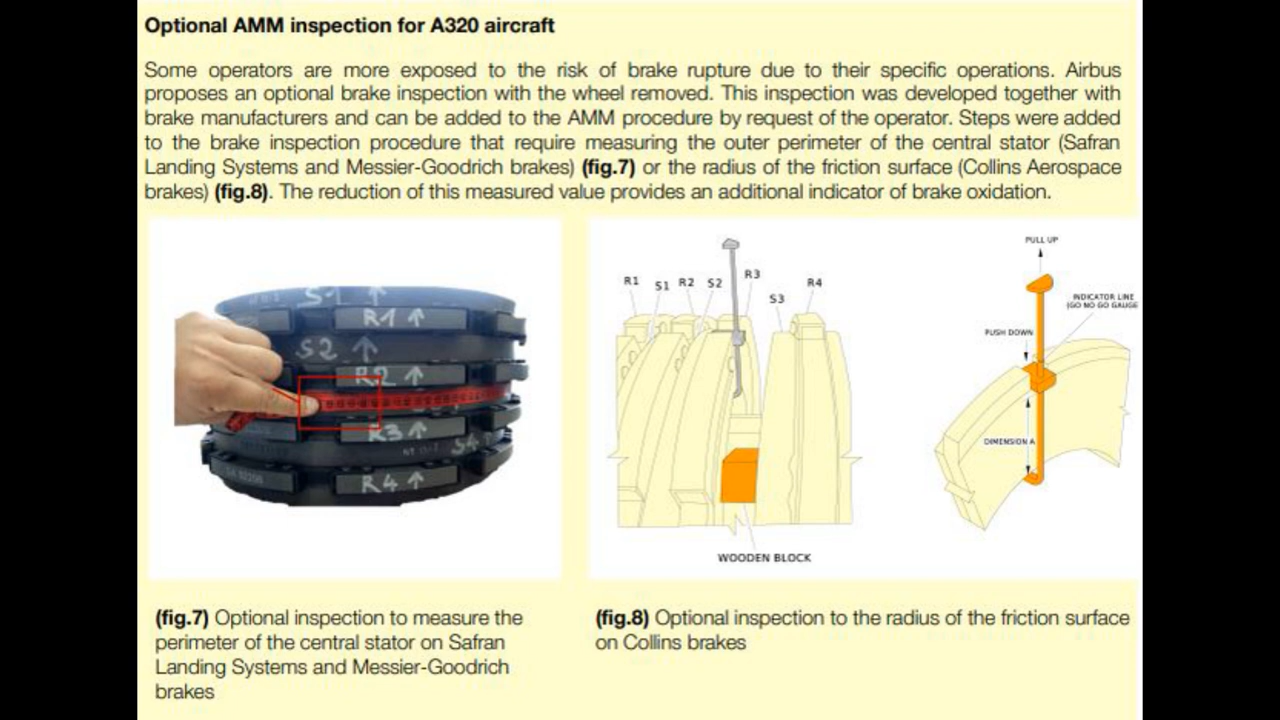 Optional AMM inspection for A320 aircraft
Some operators are more exposed to the risk of brake rupture due to their specific operations. Airbus
proposes an optional brake inspection with the wheel removed. This inspection was developed together with
brake manufacturers and can be added to the AMM procedure by request of the operator. Steps were added
to the brake inspection procedure that require measuring the outer perimeter of the central stator (Safran
Landing Systems and Messier-Goodrich brakes) (fig.7) or the radius of the friction surface (Collins Aerospace
brakes) (fig.8). The reduction of this measured value provides an additional indicator of brake oxidation.
S1
R1
S2
R2
R3
S4
R4
R1
S1
R2
S2
R3
S3
R4
WOODEN BLOCK
PULL UP
INDICATOR LINE
(GO NO GO GAUGE
PUSH DOWN
DIMENSION A
(fig.7) Optional inspection to measure the
perimeter of the central stator on Safran
Landing Systems and Messier-Goodrich
brakes
(fig.8) Optional inspection to the radius of the friction surface
on Collins brakes